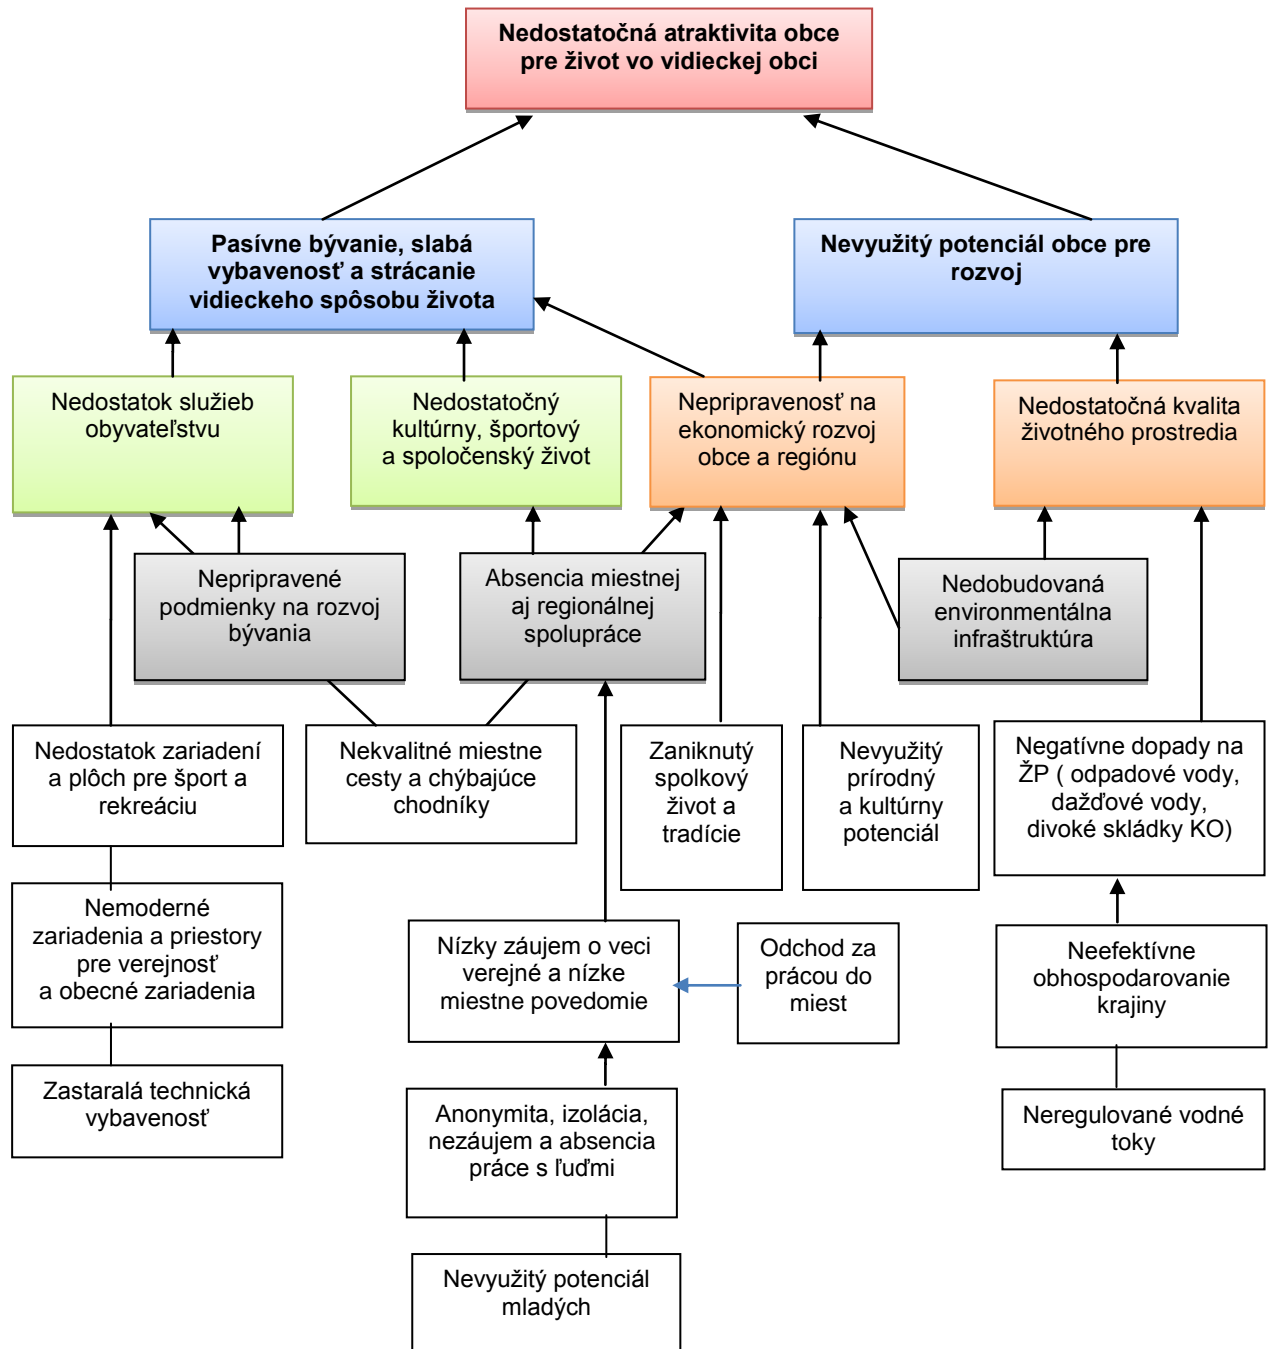 Nedostatočná atraktivita obce
pre život vo vidieckej obci
Pasívne bývanie, slabá
vybavenosť a strácanie
vidieckeho spôsobu života
Nevyužitý potenciál obce pre
rozvoj
Nedostatok služieb
obyvateľstvu
Nedostatočný
kultúrny, športový
a spoločenský život
Nepripravenosť na
ekonomický rozvoj
obce a regiónu
Nedostatočná kvalita
životného prostredia
Nepripravené
podmienky na rozvoj
bývania
Absencia miestnej
aj regionálnej
spolupráce
Nedobudovaná
environmentálna
infraštruktúra
Nedostatok zariadení
a plôch pre šport a
rekreáciu
Nekvalitné miestne
cesty a chýbajúce
chodníky
Zaniknutý
spolkový
život a
tradície
Nevyužitý
prírodný
a kultúrny
potenciál
Negatívne dopady na
ŽP ( odpadové vody,
dažďové vody,
divoké skládky KO)
Nemoderné
zariadenia a priestory
pre verejnosť
a obecné zariadenia
Nízky záujem o veci
verejné a nízke
miestne povedomie
Odchod za
prácou do
miest
Neefektívne
obhospodarovanie
krajiny
Zastaralá technická
vybavenosť
Anonymita, izolácia,
nezáujem a absencia
práce s ľuďmi
Neregulované vodné
toky
Nevyužitý potenciál
mladých